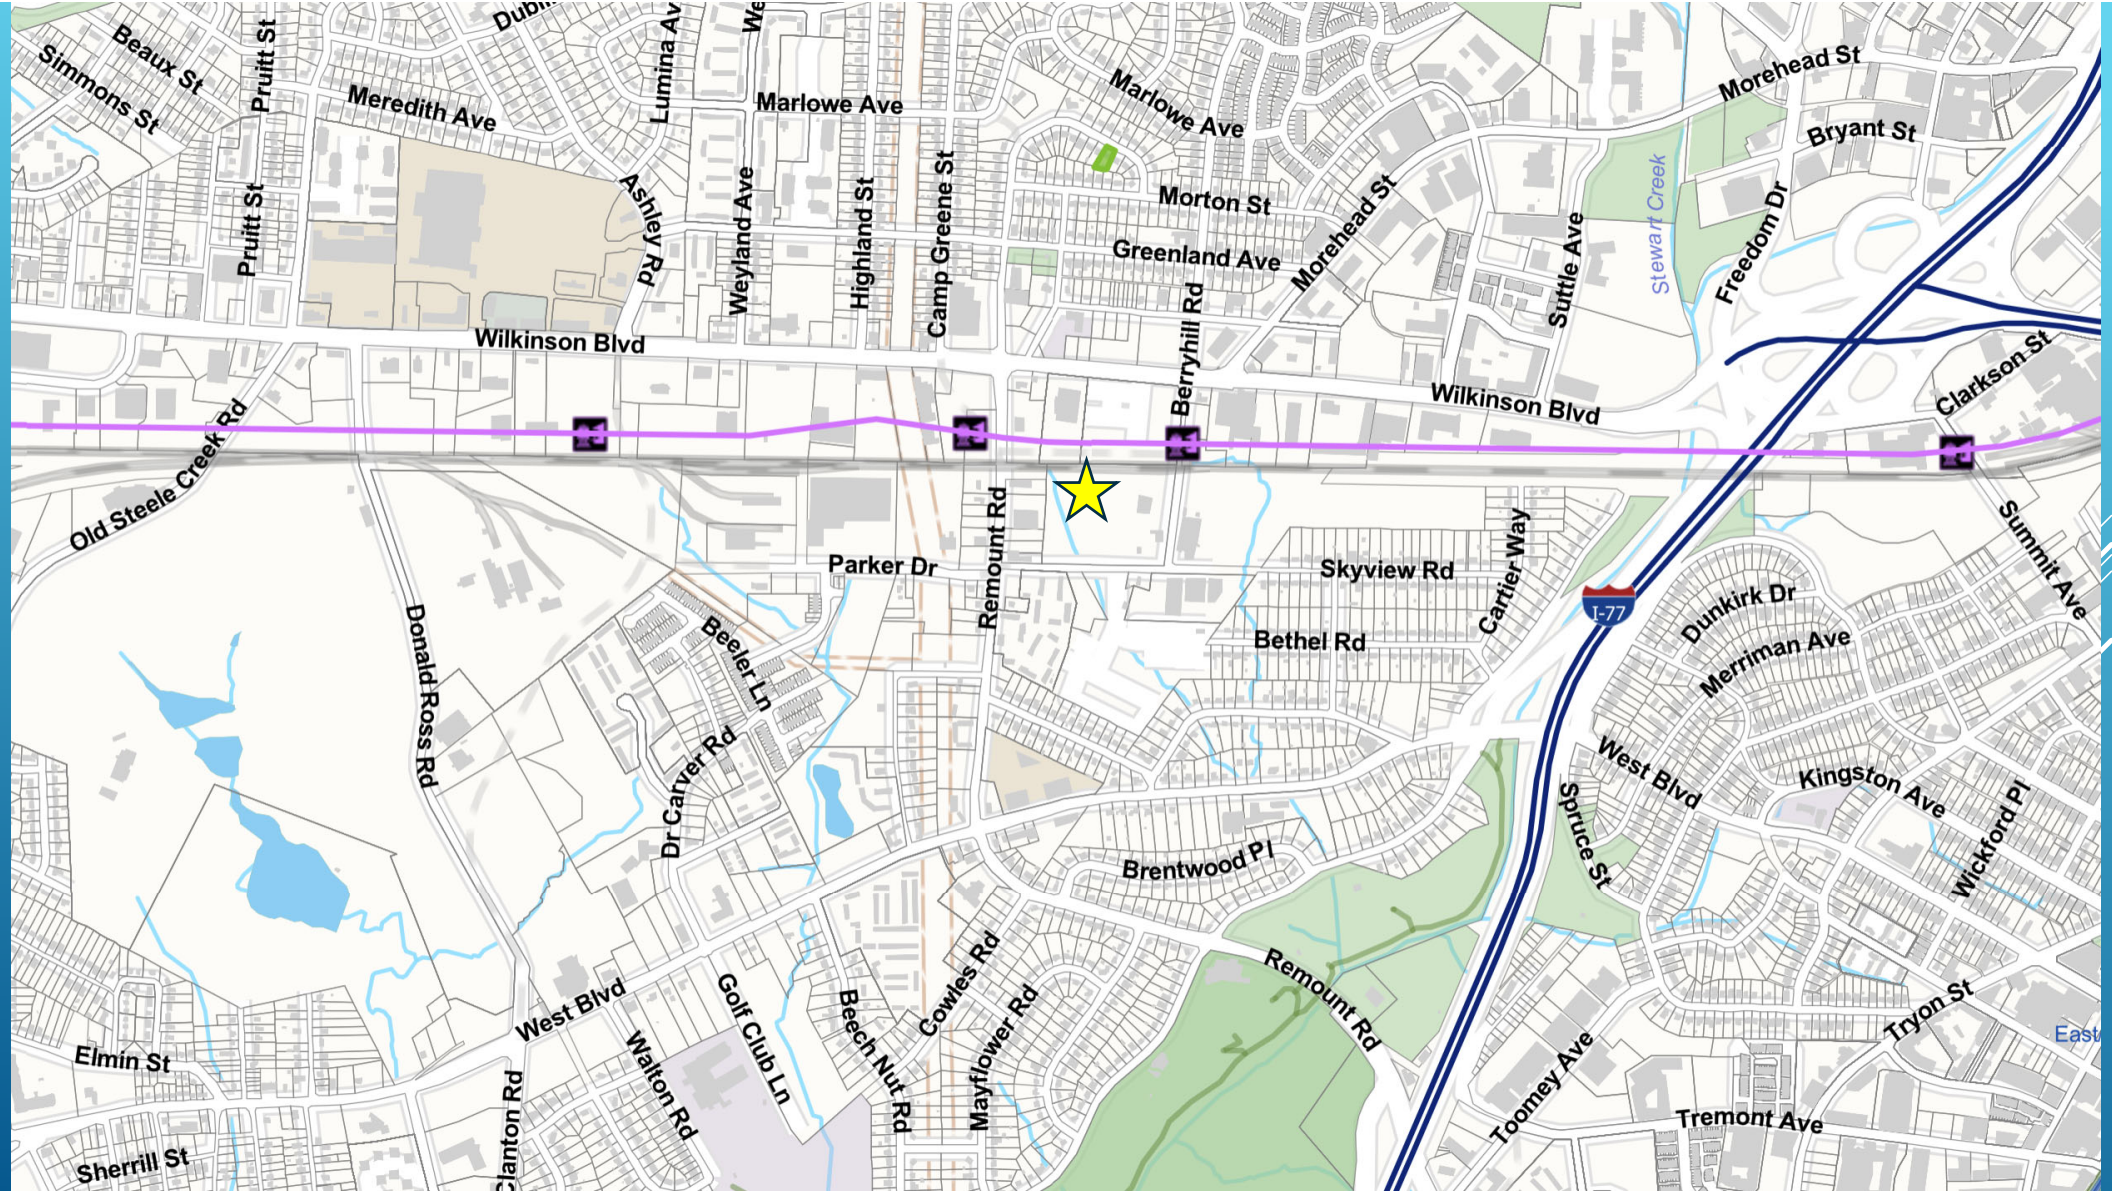 Dublin
Lumina Av
We
Beaux St
Simmons St
Pruitt St
Meredith Ave
Marlowe Ave
Marlowe Ave
Morehead St
Bryant St
Pruitt St
Ashley Rd
Weyland Ave
Highland St
Camp Greene St
Morton St
Greenland Ave
Morehead St
Suttle Ave
Stewart Creek
Freedom Dr
Wilkinson Blvd
Berryhill Rd
Wilkinson Blvd
Clarkson St
Old Steele Creek Rd
Remount Rd
Parker Dr
Skyview Rd
Cartier Way
Summit Ave
I-77
Dunkirk Dr
Bethel Rd
Merriman Ave
Donald Ross Rd
Beeler Ln
Dr Carver Rd
West Blvd
Kingston Ave
Spruce St
Wickford Pl
Brentwood Pl
Remount Rd
Cowles Rd
Mayflower Rd
Golf Club Ln
Beech Nut Rd
West Blvd
Walton Rd
Elmin St
Clanton Rd
Sherrill St
Toomey Ave
Tryon St
East
Tremont Ave